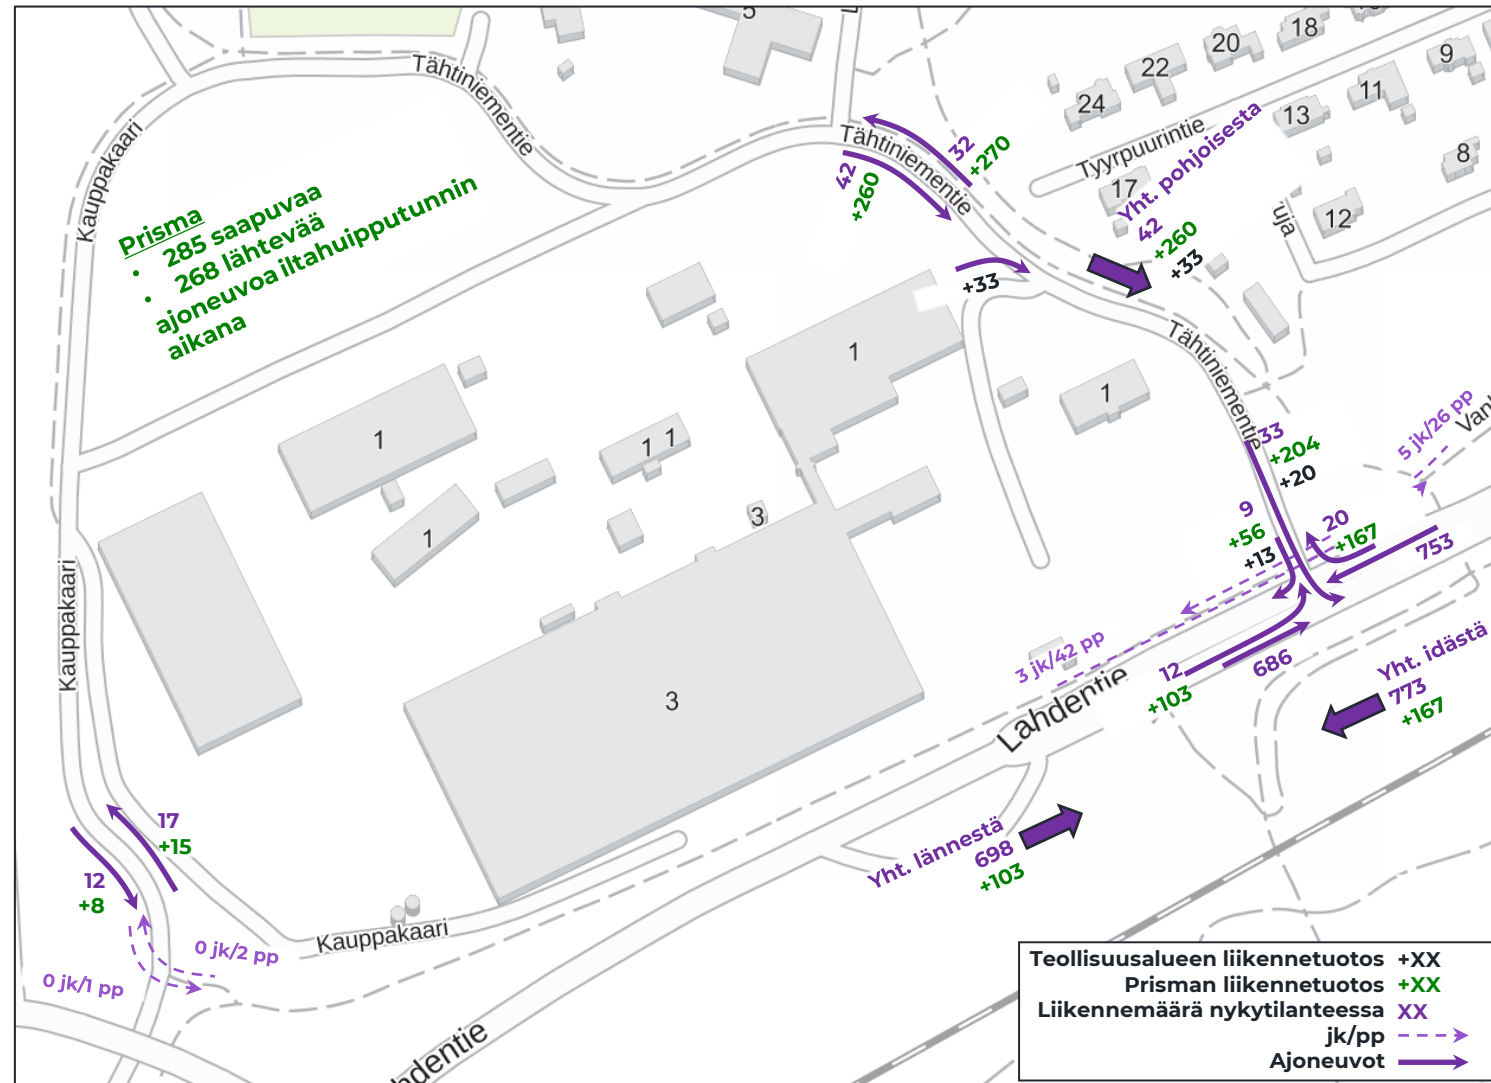 5
18
20
22
24
9
11
13
8
12
17
Tyyrpuurintie
uja
Tähtiniementie
Kauppakaari
Tähtiniementie
32
+270
42
+260
Yht. pohjoisesta
42
+260
+33
Prisma
• 285 saapuvaa
• 268 lähtevää
ajoneuvoa iltahuipputunnin
aikana
+33
Tähtiniementie
1
1
1
1 1
1
1
3
3
33
+204
+20
9
+56
+13
20
+167
753
5 jk/26 pp
3 jk/42 pp
12
+103
686
Lahdentie
Yht. idästä
773
+167
Yht. lännestä
698
+103
Kauppakaari
17
+15
12
+8
0 jk/2 pp
0 jk/1 pp
Kauppakaari
hdentie
Teollisuusalueen liikennetuotos +XX
Prisman liikennetuotos +XX
Liikennemäärä nykytilanteessa XX
jk/pp
Ajoneuvot